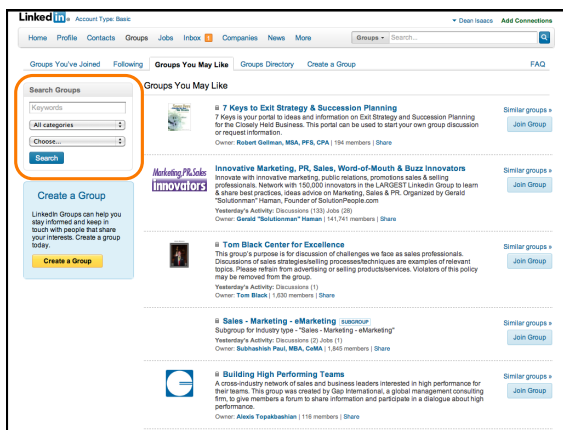 Linked in Account Type: Basic
Dean Isaacs Add Connections
Home Profile Contacts Groups Jobs Inbox 1 Companies News More
Groups Search...
Groups You've Joined Following Groups You May Like Groups Directory Create a Group FAQ
Search Groups
Keywords
All categories
Choose...
Search
Create a Group
LinkedIn Groups can help you
stay informed and keep in
touch with people that share
your interests. Create a group
today.
Create a Group
Groups You May Like
7 Keys to Exit Strategy & Succession Planning
7 Keys is your portal to ideas and information on Exit Strategy and Succession Planning
for the Closely Held Business. This portal can be used to start your own group discussion
or request information.
Owner: Robert Gellman, MSA, PFS, CPA | 194 members | Share
Similar groups »
Join Group
Marketing,PR,Sales
innovators
Innovative Marketing, PR, Sales, Word-of-Mouth & Buzz Innovators
Innovate with innovative marketing, public relations, promotions sales & selling
professionals. Network with 150,000 innovators in the LARGEST Linkedin Group to learn
& share best practices, ideas advice on Marketing, Sales & PR. Organized by Gerald
"Solutionman" Haman, Founder of SolutionPeople.com
Yesterday's Activity: Discussions (133) Jobs (28)
Owner: Gerald "Solutionman" Haman | 141,741 members | Share
Similar groups »
Join Group
Tom Black Center for Excellence
This group's purpose is for discussion of challenges we face as sales professionals.
Discussions of sales strategies/selling processes/techniques are examples of relevant
topics. Please refrain from advertising or selling products/services. Violators of this policy
may be removed from the group.
Yesterday's Activity: Discussions (1)
Owner: Tom Black | 1,630 members | Share
Similar groups »
Join Group
Sales - Marketing - eMarketing SUBGROUP
Subgroup for Industry type - "Sales - Marketing - eMarketing"
Yesterday's Activity: Discussions (2) Jobs (1)
Owner: Subhashish Paul, MBA, CeMA | 1,845 members | Share
Similar groups »
Join Group
Building High Performing Teams
A cross-industry network of sales and business leaders interested in high performance for
their teams. This group was created by Gap International, a global management consulting
firm, to give members a forum to share information and participate in a dialogue about high
performance.
Owner: Alexis Topakbashian | 116 members | Share
Similar groups »
Join Group